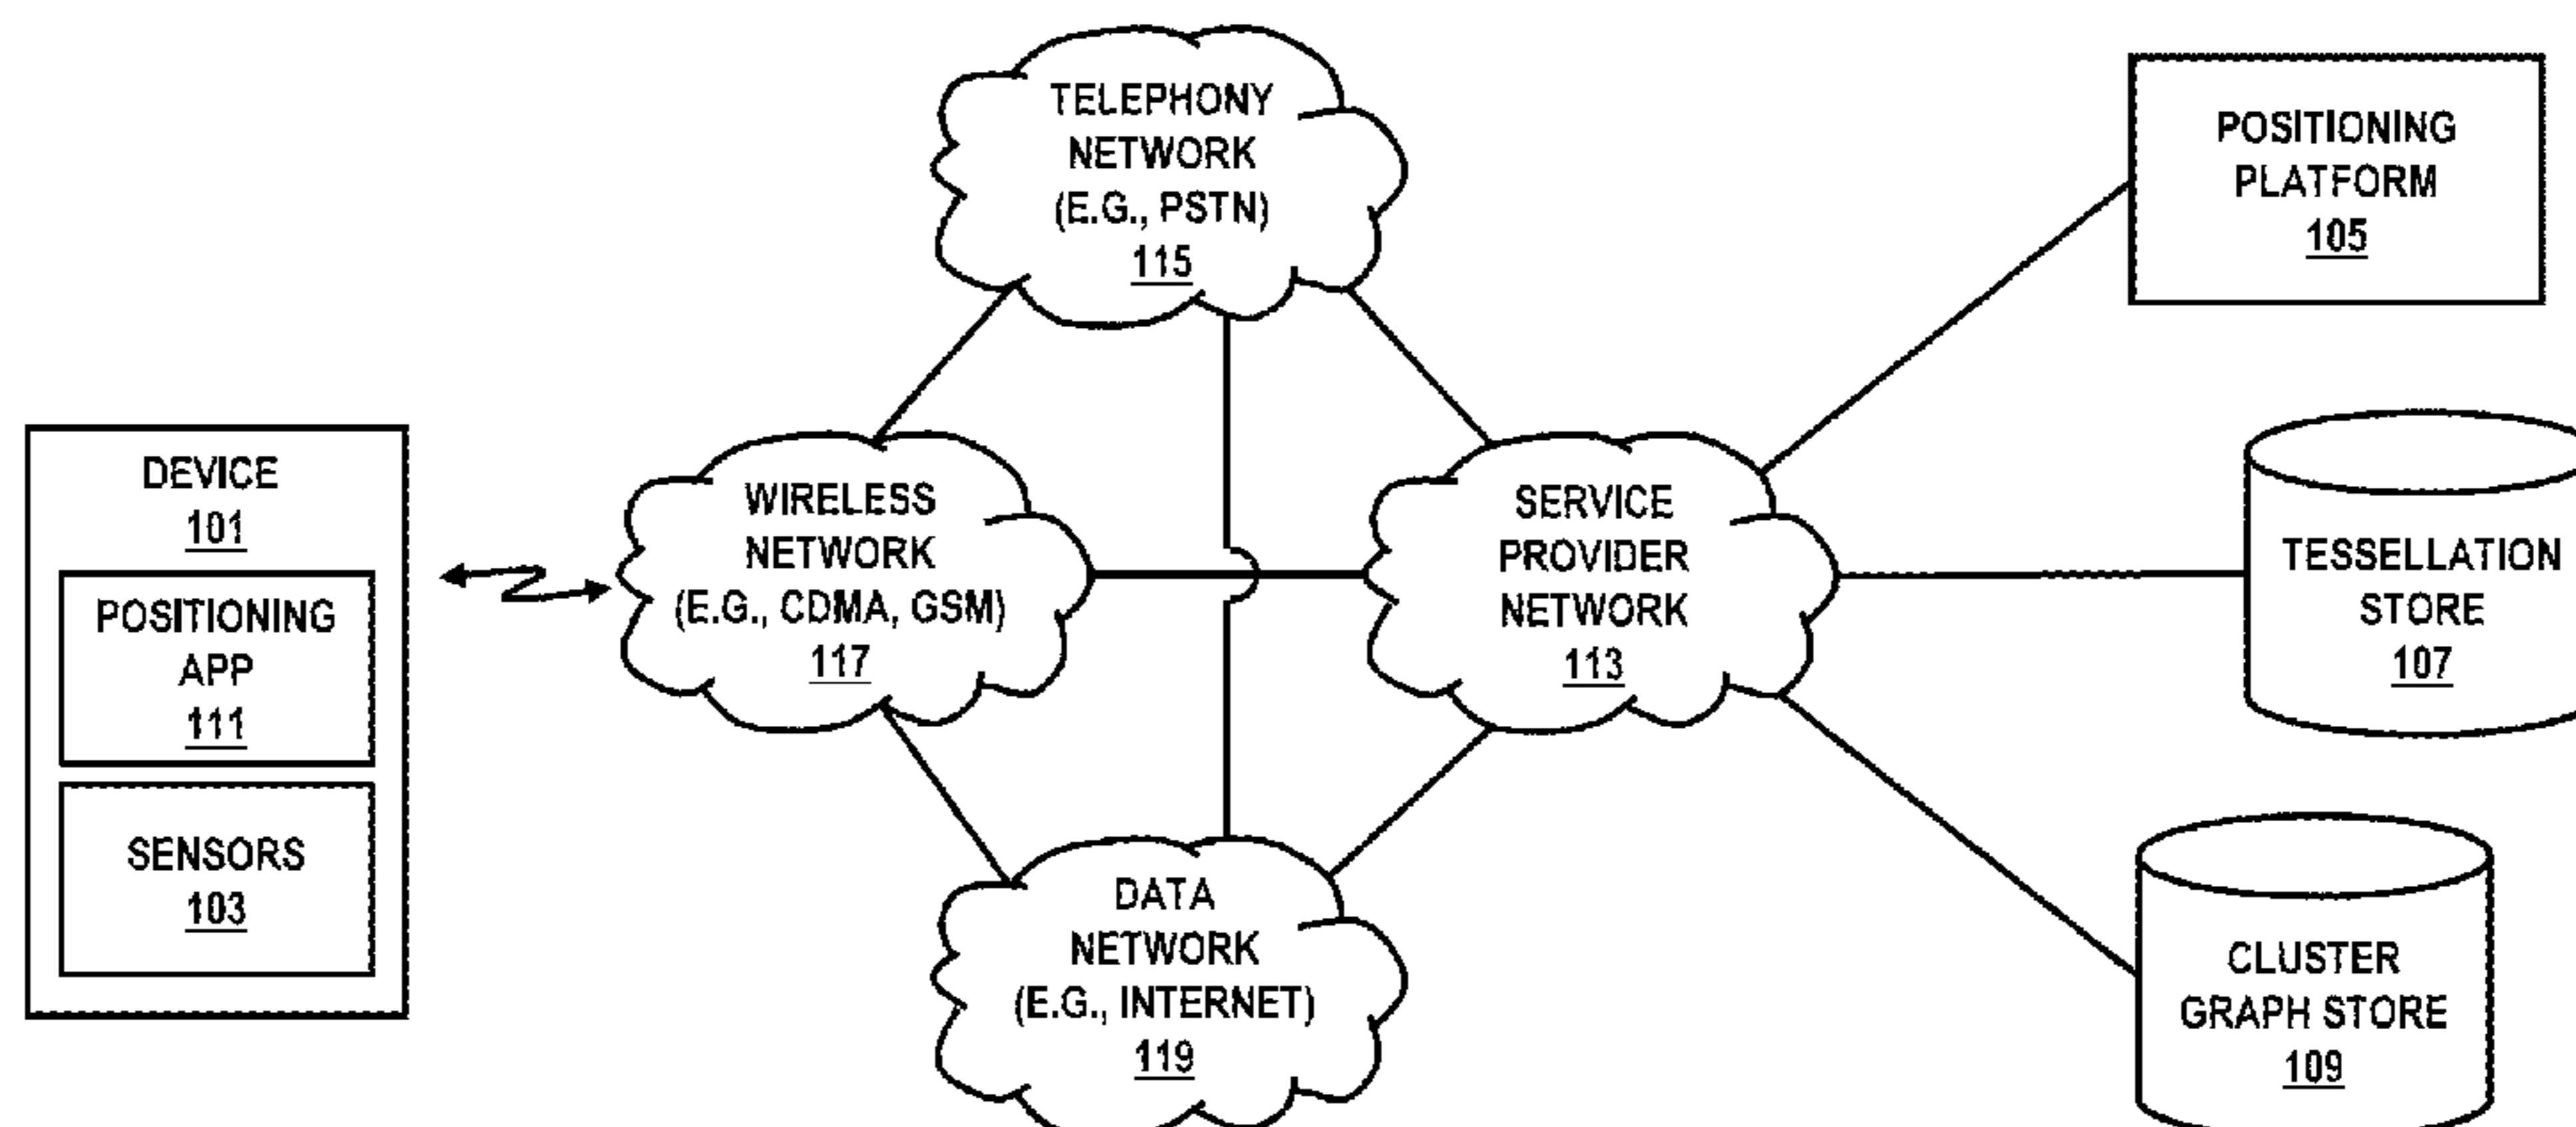 TELEPHONY
NETWORK
(E.G., PSTN)
115
POSITIONING
PLATFORM
105
DEVICE
101
POSITIONING
APP
111
SENSORS
103
WIRELESS
NETWORK
(E.G., CDMA, GSM)
117
SERVICE
PROVIDER
NETWORK
113
TESSELLATION
STORE
107
DATA
NETWORK
(E.G., INTERNET)
119
CLUSTER
GRAPH STORE
109